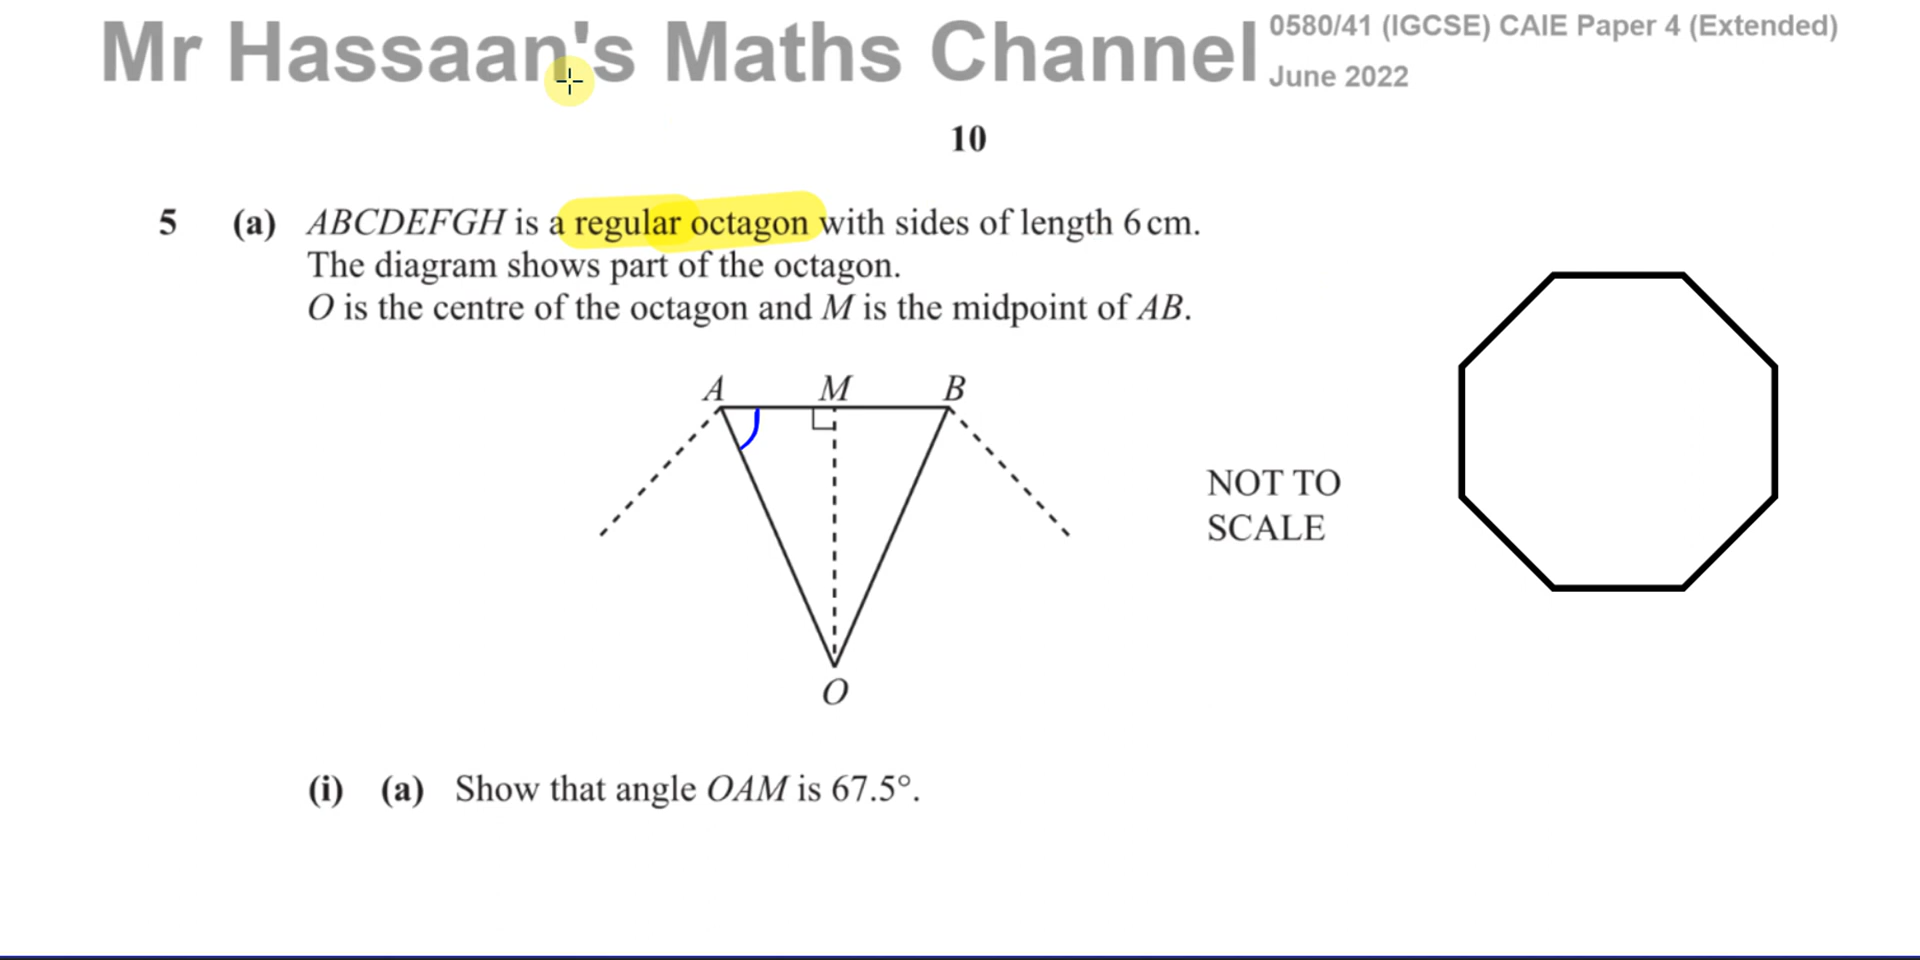 Mr Hassaan's Maths Channel
0580/41 (IGCSE) CAIE Paper 4 (Extended)
June 2022
10
5 (a) ABCDEFGH is a regular octagon with sides of length 6 cm.
The diagram shows part of the octagon.
O is the centre of the octagon and M is the midpoint of AB.
A M B
NOT TO
SCALE
O
(i) (a) Show that angle OAM is 67.5°.